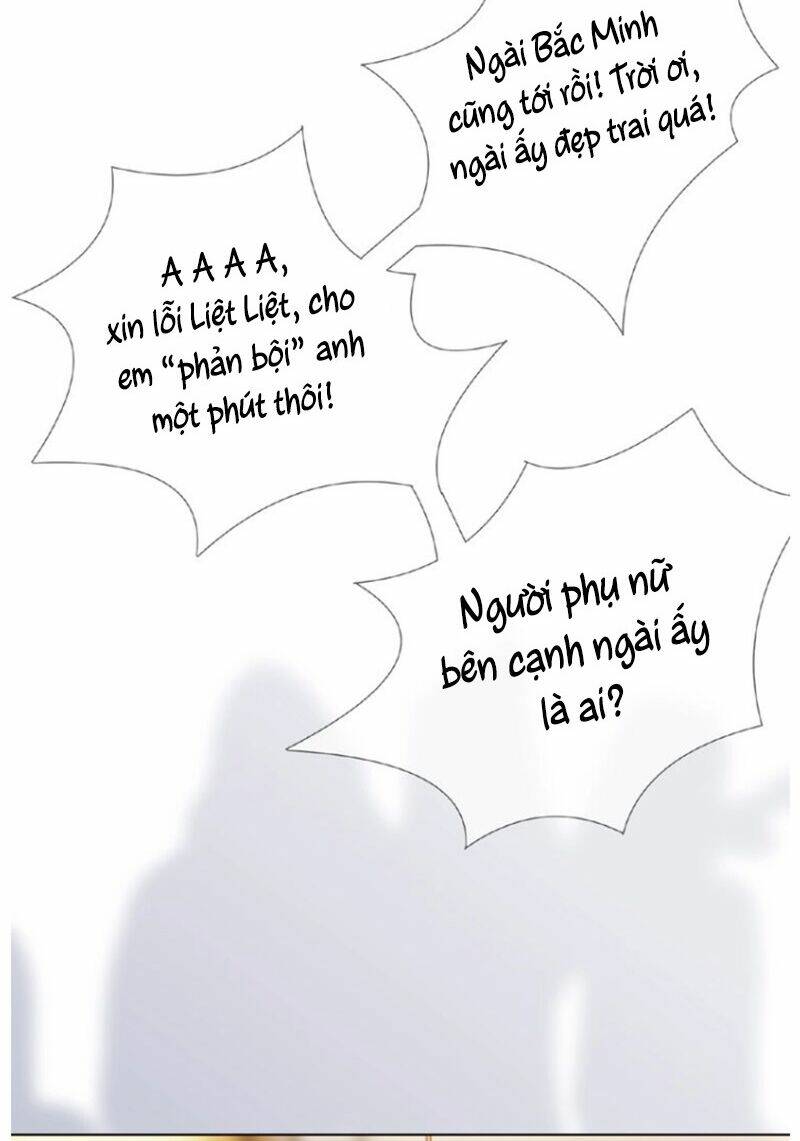 Ngài Bắc Minh
cũng tới rồi! Trời ơi,
ngài ấy đẹp trai quá!
A A A A,
xin lỗi Liệt Liệt, cho
em “phản bội” anh
một phút thôi!
Người phụ nữ
bên cạnh ngài ấy
là ai?